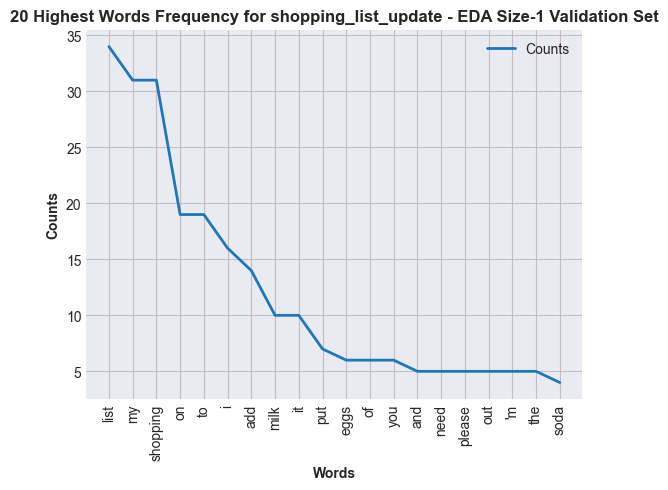 20 Highest Words Frequency for shopping_list_update - EDA Size-1 Validation Set
Counts
35
30
25
20
15
10
5
Counts
list
my
shopping
on
to
i
add
milk
it
put
eggs
of
you
and
need
please
out
'm
the
soda
Words